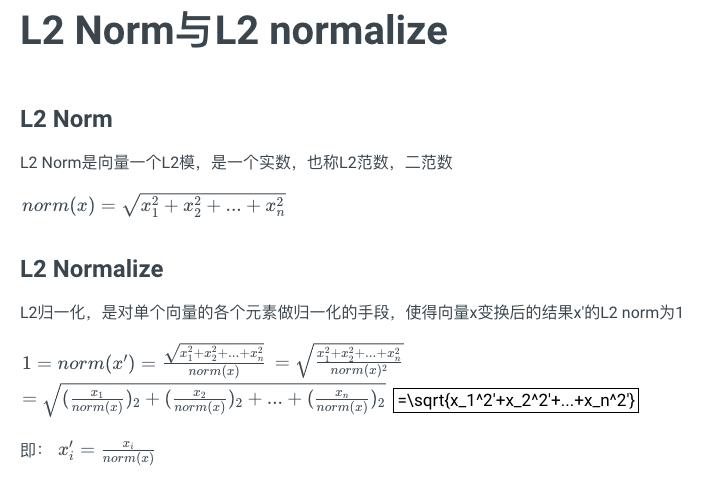 L2 Norm与L2 normalize
L2 Norm
L2 Norm是向量一个L2模，是一个实数，也称L2范数，二范数
$norm(x) = \sqrt{x_1^2 + x_2^2 + ... + x_n^2}$
L2 Normalize
L2归一化，是对单个向量的各个元素做归一化的手段，使得向量x变换后的结果x'的L2 norm为1
$1 = norm(x') = \frac{\sqrt{x_1^2+x_2^2+...+x_n^2}}{norm(x)} = \sqrt{\frac{x_1^2+x_2^2+...+x_n^2}{norm(x)^2}}$
$= \sqrt{(\frac{x_1}{norm(x)})_2 + (\frac{x_2}{norm(x)})_2 + ... + (\frac{x_n}{norm(x)})_2}$ =\sqrt{x_1^2'+x_2^2'+...+x_n^2'}
即： $x_i' = \frac{x_i}{norm(x)}$